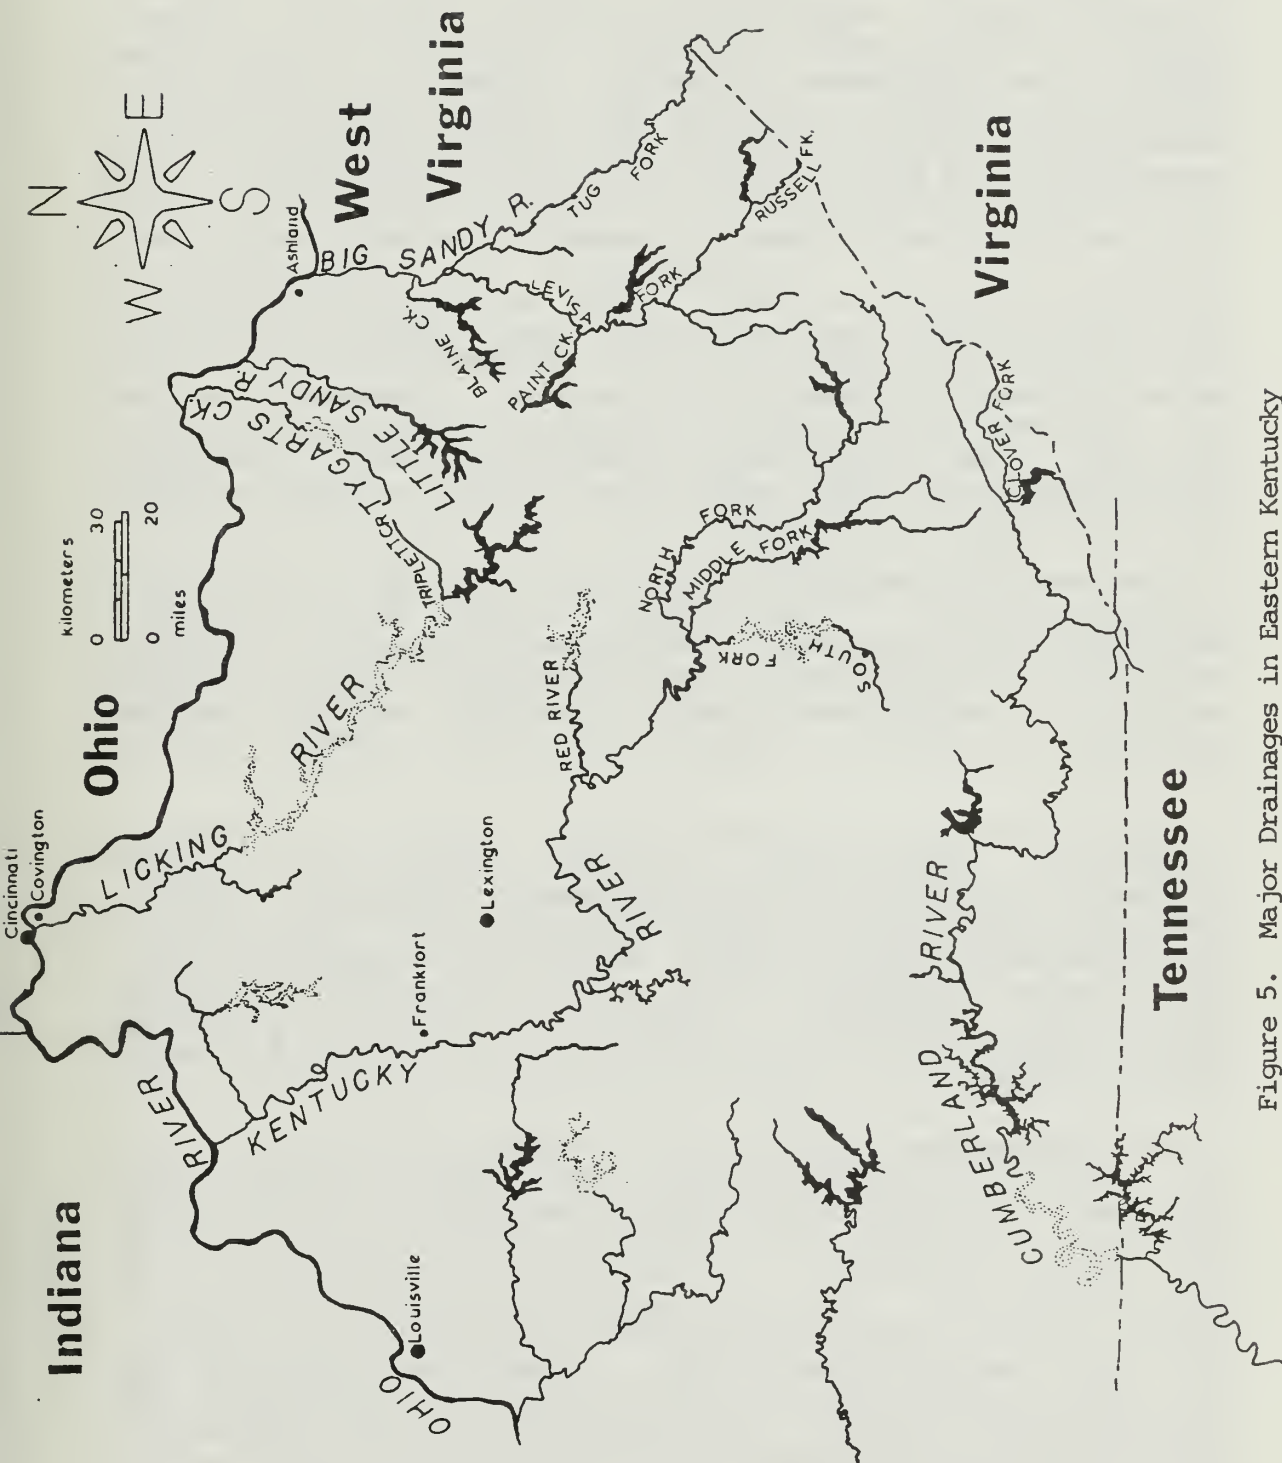 N
E
S
W
kilometers
0 30
0 20
miles
Indiana
Ohio
West
Virginia
Virginia
Tennessee
Cincinnati
Covington
Ashland
Louisville
Frankfort
Lexington
OHIO
RIVER
LICKING
RIVER
KENTUCKY
RIVER
RED RIVER
NORTH
FORK
MIDDLE FORK
SOUTH
FORK
TRIPLETT CR
TYGARTS CK
LITTLE SANDY R.
BIG SANDY R.
BLAINE CK.
PAINT CK.
LEVISA
FORK
TUG
FORK
RUSSELL FK.
CLOVER FORK
CUMBERLAND
RIVER
Figure 5. Major Drainages in Eastern Kentucky